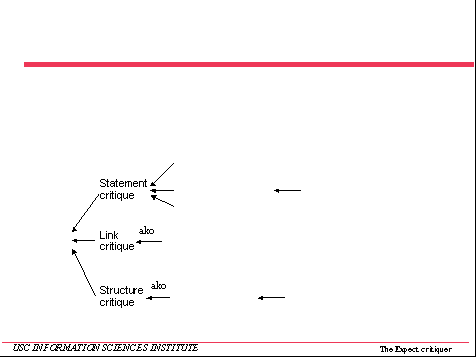 Statement
critique
ako
Link
critique
ako
Structure
critique
USC INFORMATION SCIENCES INSTITUTE
The Expect critiquer